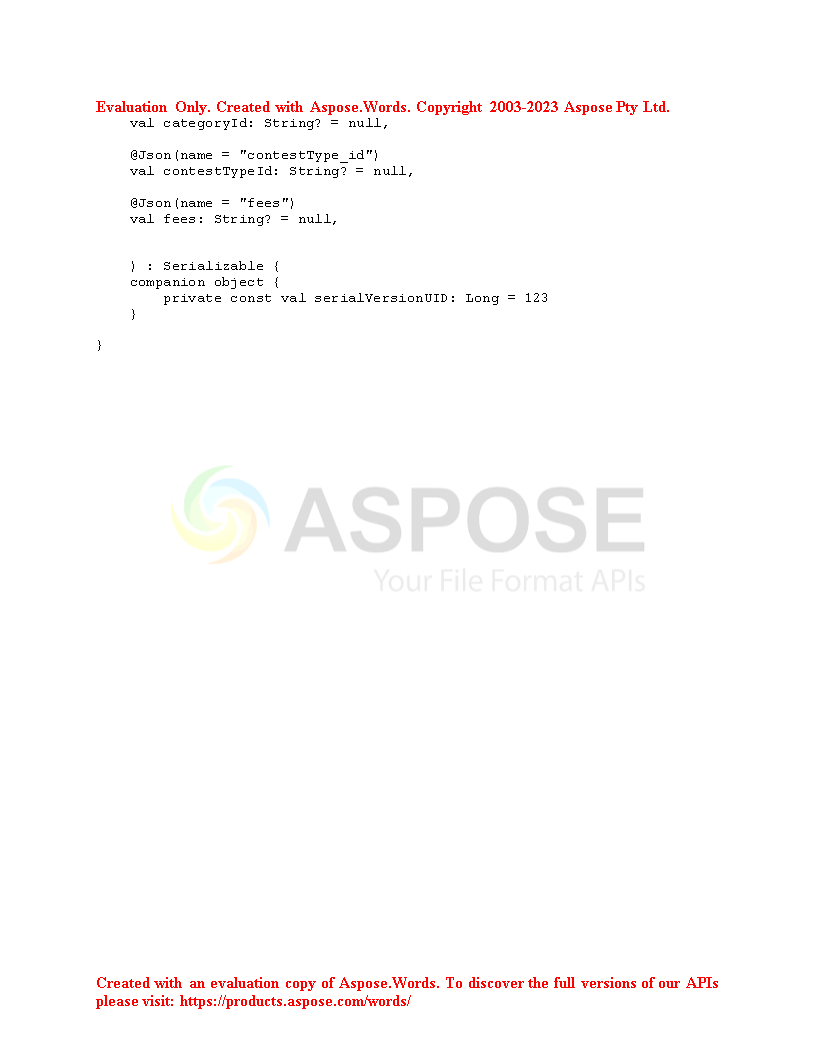 Evaluation Only. Created with Aspose.Words. Copyright 2003-2023 Aspose Pty Ltd.
val categoryId: String? = null,
@Json(name = "contestType_id")
val contestTypeId: String? = null,
@Json(name = "fees")
val fees: String? = null,
) : Serializable {
companion object {
private const val serialVersionUID: Long = 123
}
}
ASPOSE
Your File Format APIs
Created with an evaluation copy of Aspose.Words. To discover the full versions of our APIs
please visit: https://products.aspose.com/words/